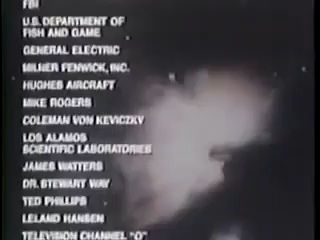 FBI
U.S. DEPARTMENT OF
FISH AND GAME
GENERAL ELECTRIC
MILNER FENWICK, INC.
HUGHES AIRCRAFT
MIKE ROGERS
COLEMAN VON KEVICZKY
LOS ALAMOS
SCIENTIFIC LABORATORIES
JAMES WATTERS
DR. STEWART WAY
TED PHILLIPS
LELAND HANSEN
TELEVISION CHANNEL "O"